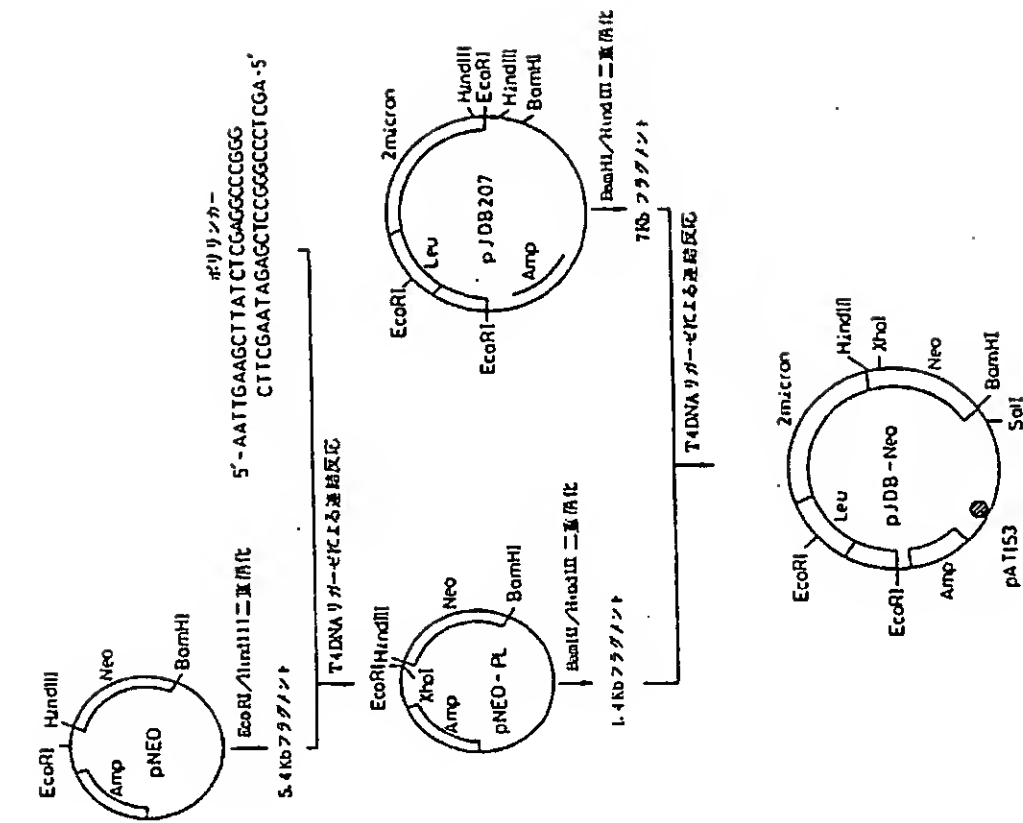 EcoRI
HindIII
Neo
Amp
pNEO
BamHI
EcoRI/HindIII二重消化
5.4Kbフラグメント
ポリリンカー
5′-AATTGAAGCTTATCTCGAGGCCCGGG
CTTCGAATAGAGCTCCGGGCCCTCGA-5′
T4DNAリガーゼによる連結反応
EcoRI
HindIII
XhoI
Neo
Amp
pNEO-PL
BamHI
BamHI/HindIII二重消化
1.4Kbフラグメント
2micron
HindIII
EcoRI
HindIII
BamHI
EcoRI
Leu
pJDB207
Amp
EcoRI
BamHI/HindIII二重消化
7Kbフラグメント
T4DNAリガーゼによる連結反応
2micron
HindIII
XhoI
Neo
EcoRI
Leu
pJDB-Neo
BamHI
EcoRI
Amp
SalI
pAT153